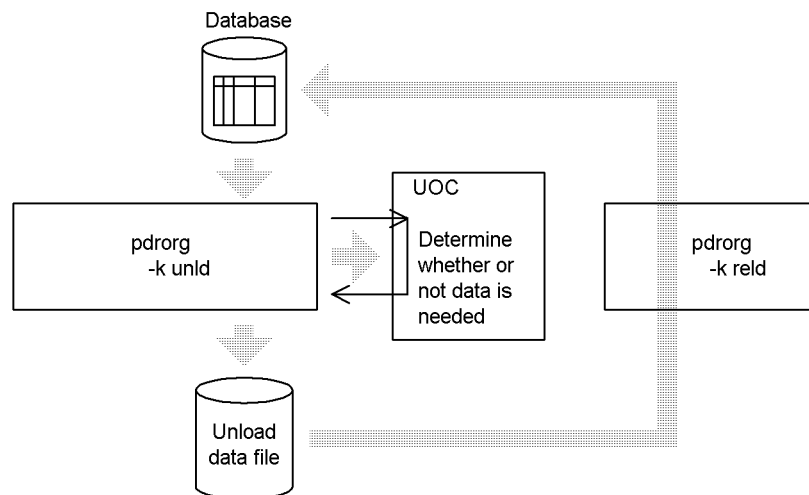 Database
pdrorg
-k unld
UOC
Determine
whether or
not data is
needed
pdrorg
-k reld
Unload
data file